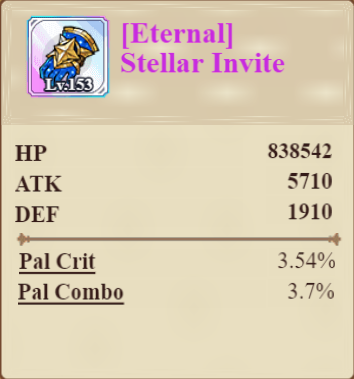 [Eternal]
Stellar Invite
Lv.153
HP 838542
ATK 5710
DEF 1910
Pal Crit 3.54%
Pal Combo 3.7%